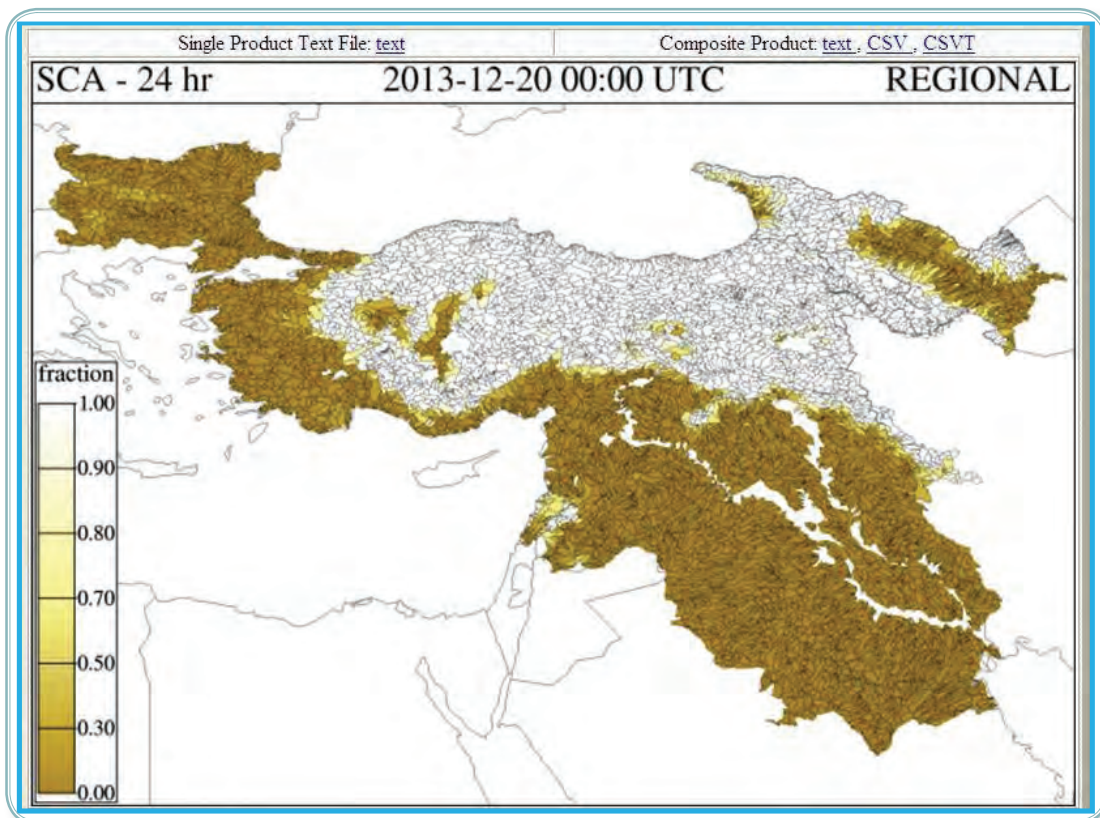 Single Product Text File: text
Composite Product: text , CSV , CSVT
SCA - 24 hr 2013-12-20 00:00 UTC REGIONAL
fraction
1.00
0.90
0.80
0.70
0.50
0.30
0.00